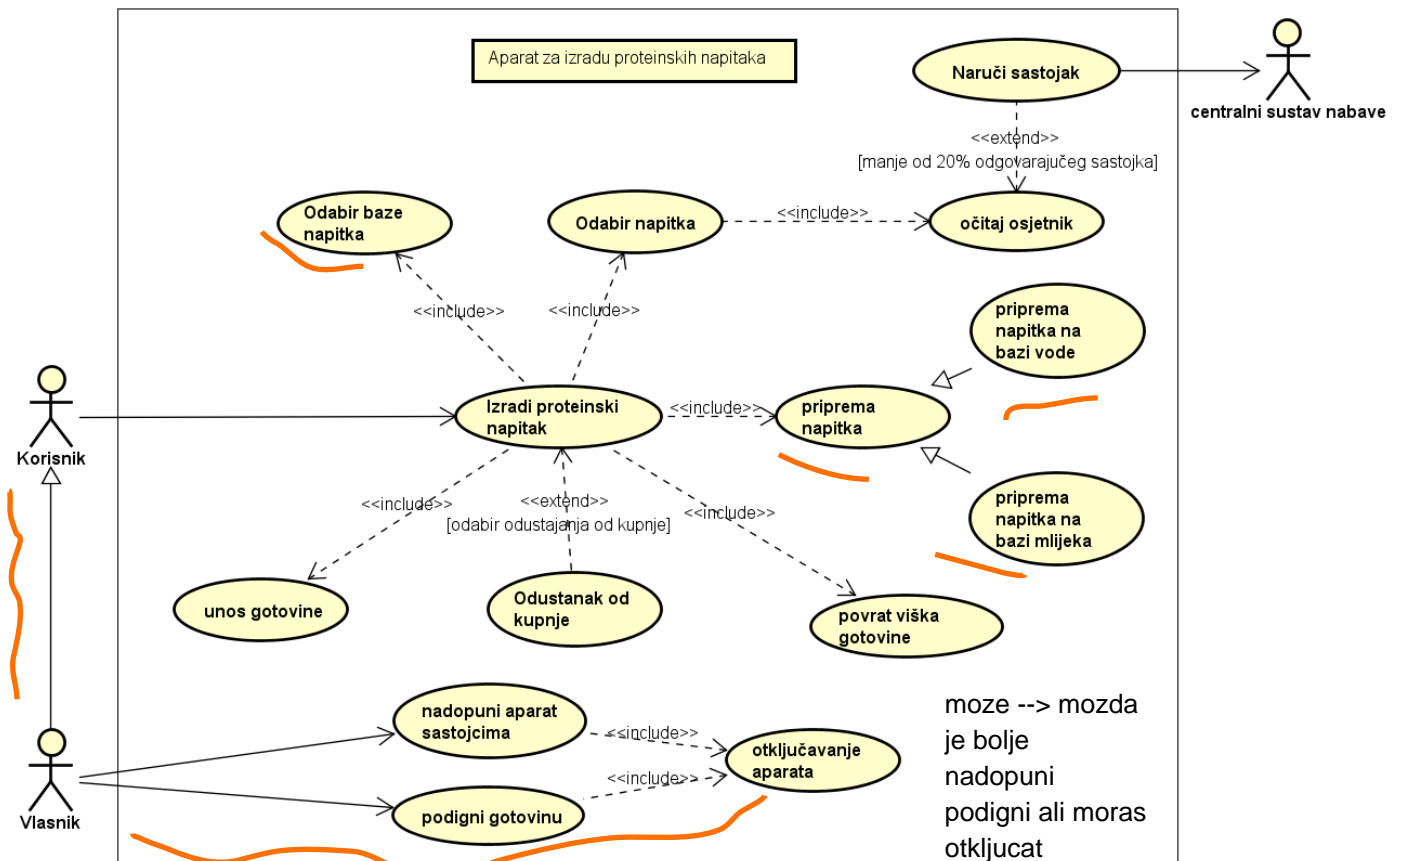 Aparat za izradu proteinskih napitaka
Naruči sastojak
centralni sustav nabave
<<extend>>
[manje od 20% odgovarajučeg sastojka]
Odabir baze
napitka
Odabir napitka
<<include>>
očitaj osjetnik
<<include>>
<<include>>
priprema
napitka na
bazi vode
Korisnik
Izradi proteinski
napitak
<<include>>
priprema
napitka
<<include>>
<<extend>>
[odabir odustajanja od kupnje]
<<include>>
priprema
napitka na
bazi mlijeka
unos gotovine
Odustanak od
kupnje
povrat viška
gotovine
nadopuni aparat
sastojcima
<<include>>
otključavanje
aparata
<<include>>
podigni gotovinu
Vlasnik
moze --> mozda
je bolje
nadopuni
podigni ali moras
otkljucat